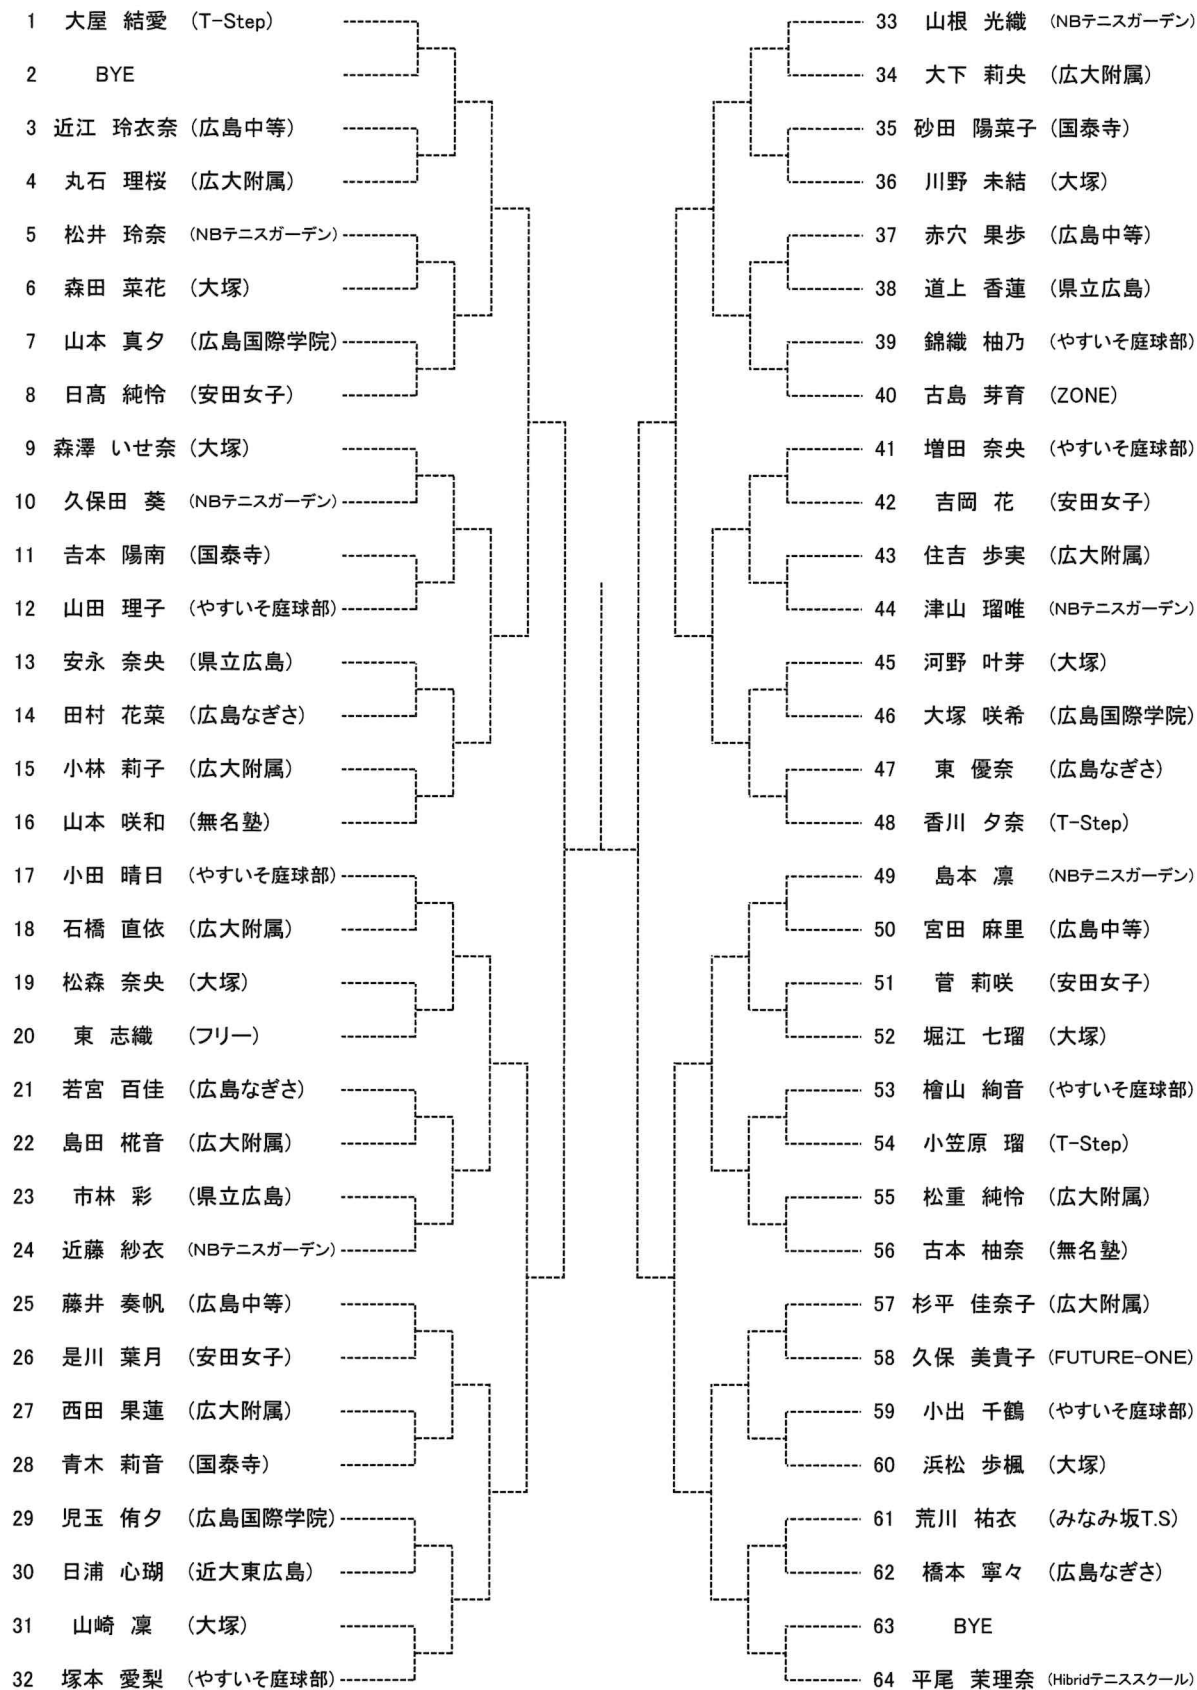 1 大屋 結愛 (T-Step)
2 BYE
3 近江 玲衣奈 (広島中等)
4 丸石 理桜 (広大附属)
5 松井 玲奈 (NBテニスガーデン)
6 森田 菜花 (大塚)
7 山本 真夕 (広島国際学院)
8 日髙 純怜 (安田女子)
9 森澤 いせ奈 (大塚)
10 久保田 葵 (NBテニスガーデン)
11 𠮷本 陽南 (国泰寺)
12 山田 理子 (やすいそ庭球部)
13 安永 奈央 (県立広島)
14 田村 花菜 (広島なぎさ)
15 小林 莉子 (広大附属)
16 山本 咲和 (無名塾)
17 小田 晴日 (やすいそ庭球部)
18 石橋 直依 (広大附属)
19 松森 奈央 (大塚)
20 東 志織 (フリー)
21 若宮 百佳 (広島なぎさ)
22 島田 椛音 (広大附属)
23 市林 彩 (県立広島)
24 近藤 紗衣 (NBテニスガーデン)
25 藤井 奏帆 (広島中等)
26 是川 葉月 (安田女子)
27 西田 果蓮 (広大附属)
28 青木 莉音 (国泰寺)
29 児玉 侑夕 (広島国際学院)
30 日浦 心瑚 (近大東広島)
31 山崎 凜 (大塚)
32 塚本 愛梨 (やすいそ庭球部)
33 山根 光織 (NBテニスガーデン)
34 大下 莉央 (広大附属)
35 砂田 陽菜子 (国泰寺)
36 川野 未結 (大塚)
37 赤穴 果歩 (広島中等)
38 道上 香蓮 (県立広島)
39 錦織 柚乃 (やすいそ庭球部)
40 古島 芽育 (ZONE)
41 増田 奈央 (やすいそ庭球部)
42 吉岡 花 (安田女子)
43 住吉 歩実 (広大附属)
44 津山 瑠唯 (NBテニスガーデン)
45 河野 叶芽 (大塚)
46 大塚 咲希 (広島国際学院)
47 東 優奈 (広島なぎさ)
48 香川 夕奈 (T-Step)
49 島本 凛 (NBテニスガーデン)
50 宮田 麻里 (広島中等)
51 菅 莉咲 (安田女子)
52 堀江 七瑠 (大塚)
53 檜山 絢音 (やすいそ庭球部)
54 小笠原 瑠 (T-Step)
55 松重 純怜 (広大附属)
56 古本 柚奈 (無名塾)
57 杉平 佳奈子 (広大附属)
58 久保 美貴子 (FUTURE-ONE)
59 小出 千鶴 (やすいそ庭球部)
60 浜松 歩楓 (大塚)
61 荒川 祐衣 (みなみ坂T.S)
62 橋本 寧々 (広島なぎさ)
63 BYE
64 平尾 茉理奈 (Hibridテニススクール)